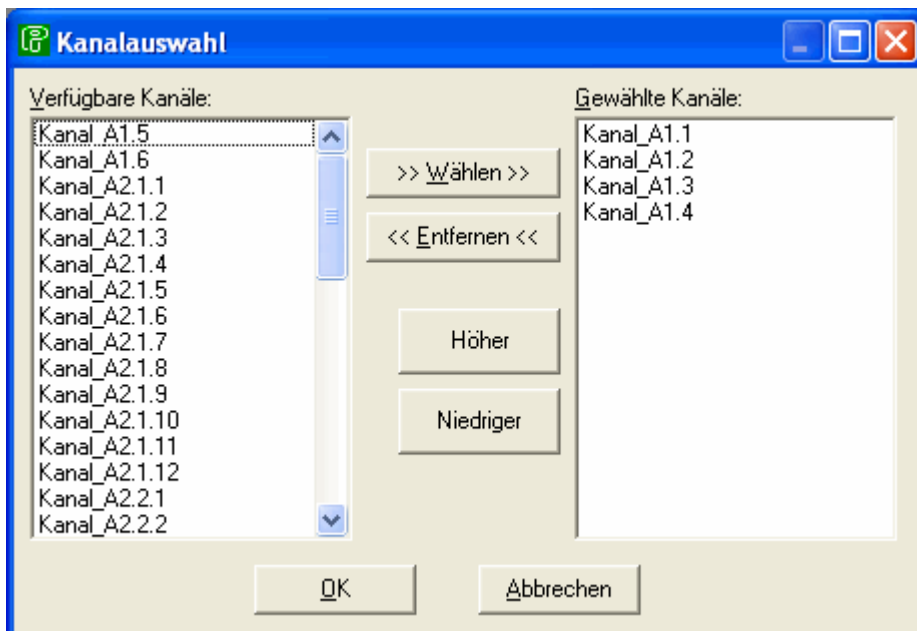 Kanalauswahl
Verfügbare Kanäle:
Kanal_A1.5
Kanal_A1.6
Kanal_A2.1.1
Kanal_A2.1.2
Kanal_A2.1.3
Kanal_A2.1.4
Kanal_A2.1.5
Kanal_A2.1.6
Kanal_A2.1.7
Kanal_A2.1.8
Kanal_A2.1.9
Kanal_A2.1.10
Kanal_A2.1.11
Kanal_A2.1.12
Kanal_A2.2.1
Kanal_A2.2.2
>> Wählen >>
<< Entfernen <<
Höher
Niedriger
Gewählte Kanäle:
Kanal_A1.1
Kanal_A1.2
Kanal_A1.3
Kanal_A1.4
OK
Abbrechen